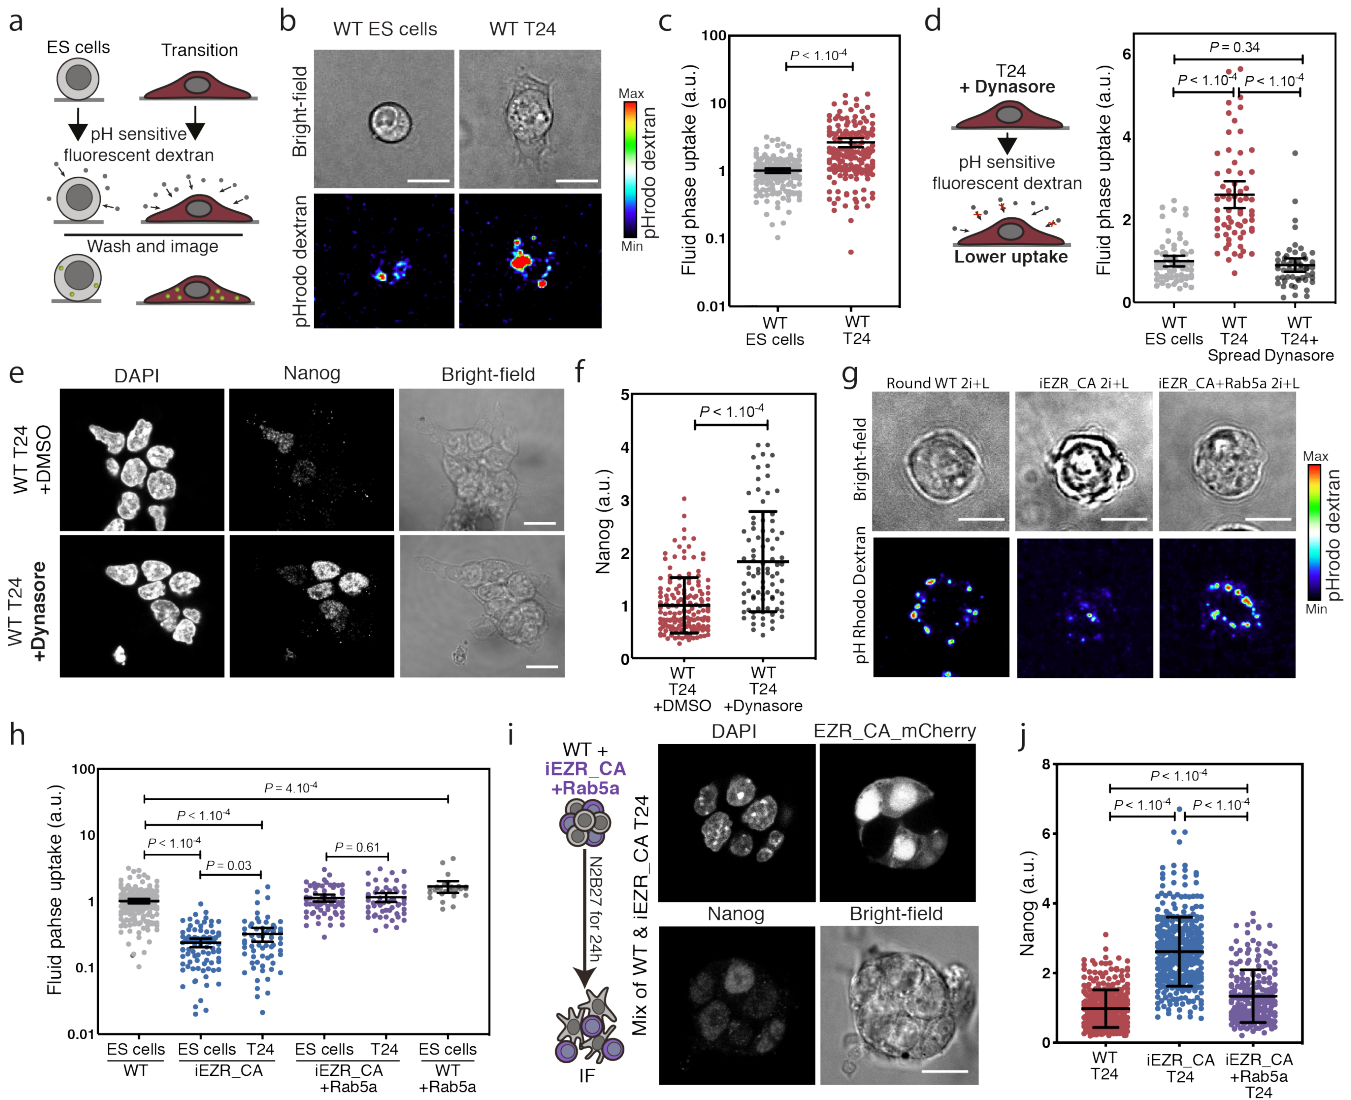 a
ES cells
Transition
pH sensitive
fluorescent dextran
Wash and image
b
WT ES cells
WT T24
Bright-field
pHrodo dextran
Max
pHrodo dextran
Min
c
Fluid phase uptake (a.u.)
100
10
1
0.1
0.01
P < 1.10-4
WT
ES cells
WT
T24
d
T24
+ Dynasore
pH sensitive
fluorescent dextran
Lower uptake
Fluid phase uptake (a.u.)
6
4
2
0
P = 0.34
P < 1.10-4
P < 1.10-4
WT
ES cells
WT
T24
Spread
WT
T24+
Dynasore
e
DAPI
Nanog
Bright-field
WT T24
+DMSO
WT T24
+Dynasore
f
Nanog (a.u.)
5
4
3
2
1
0
P < 1.10-4
WT
T24
+DMSO
WT
T24
+Dynasore
g
Round WT 2i+L
iEZR_CA 2i+L
iEZR_CA+Rab5a 2i+L
Bright-field
pH Rhodo Dextran
Max
pHrodo dextran
Min
h
Fluid pahse uptake (a.u.)
100
10
1
0.1
0.01
P = 4.10-4
P < 1.10-4
P < 1.10-4
P = 0.03
P = 0.61
ES cells
ES cells
T24
ES cells
T24
ES cells
WT
iEZR_CA
iEZR_CA
+Rab5a
WT
+Rab5a
i
WT +
iEZR_CA
+Rab5a
N2B27 for 24h
IF
Mix of WT & iEZR_CA T24
DAPI
EZR_CA_mCherry
Nanog
Bright-field
j
Nanog (a.u.)
8
6
4
2
0
P < 1.10-4
P < 1.10-4
P < 1.10-4
WT
T24
iEZR_CA
T24
iEZR_CA
+Rab5a
T24